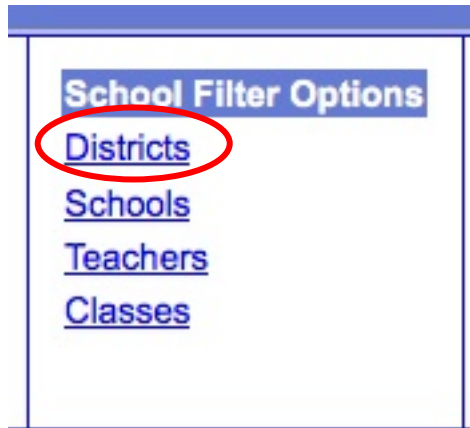 School Filter Options
Districts
Schools
Teachers
Classes